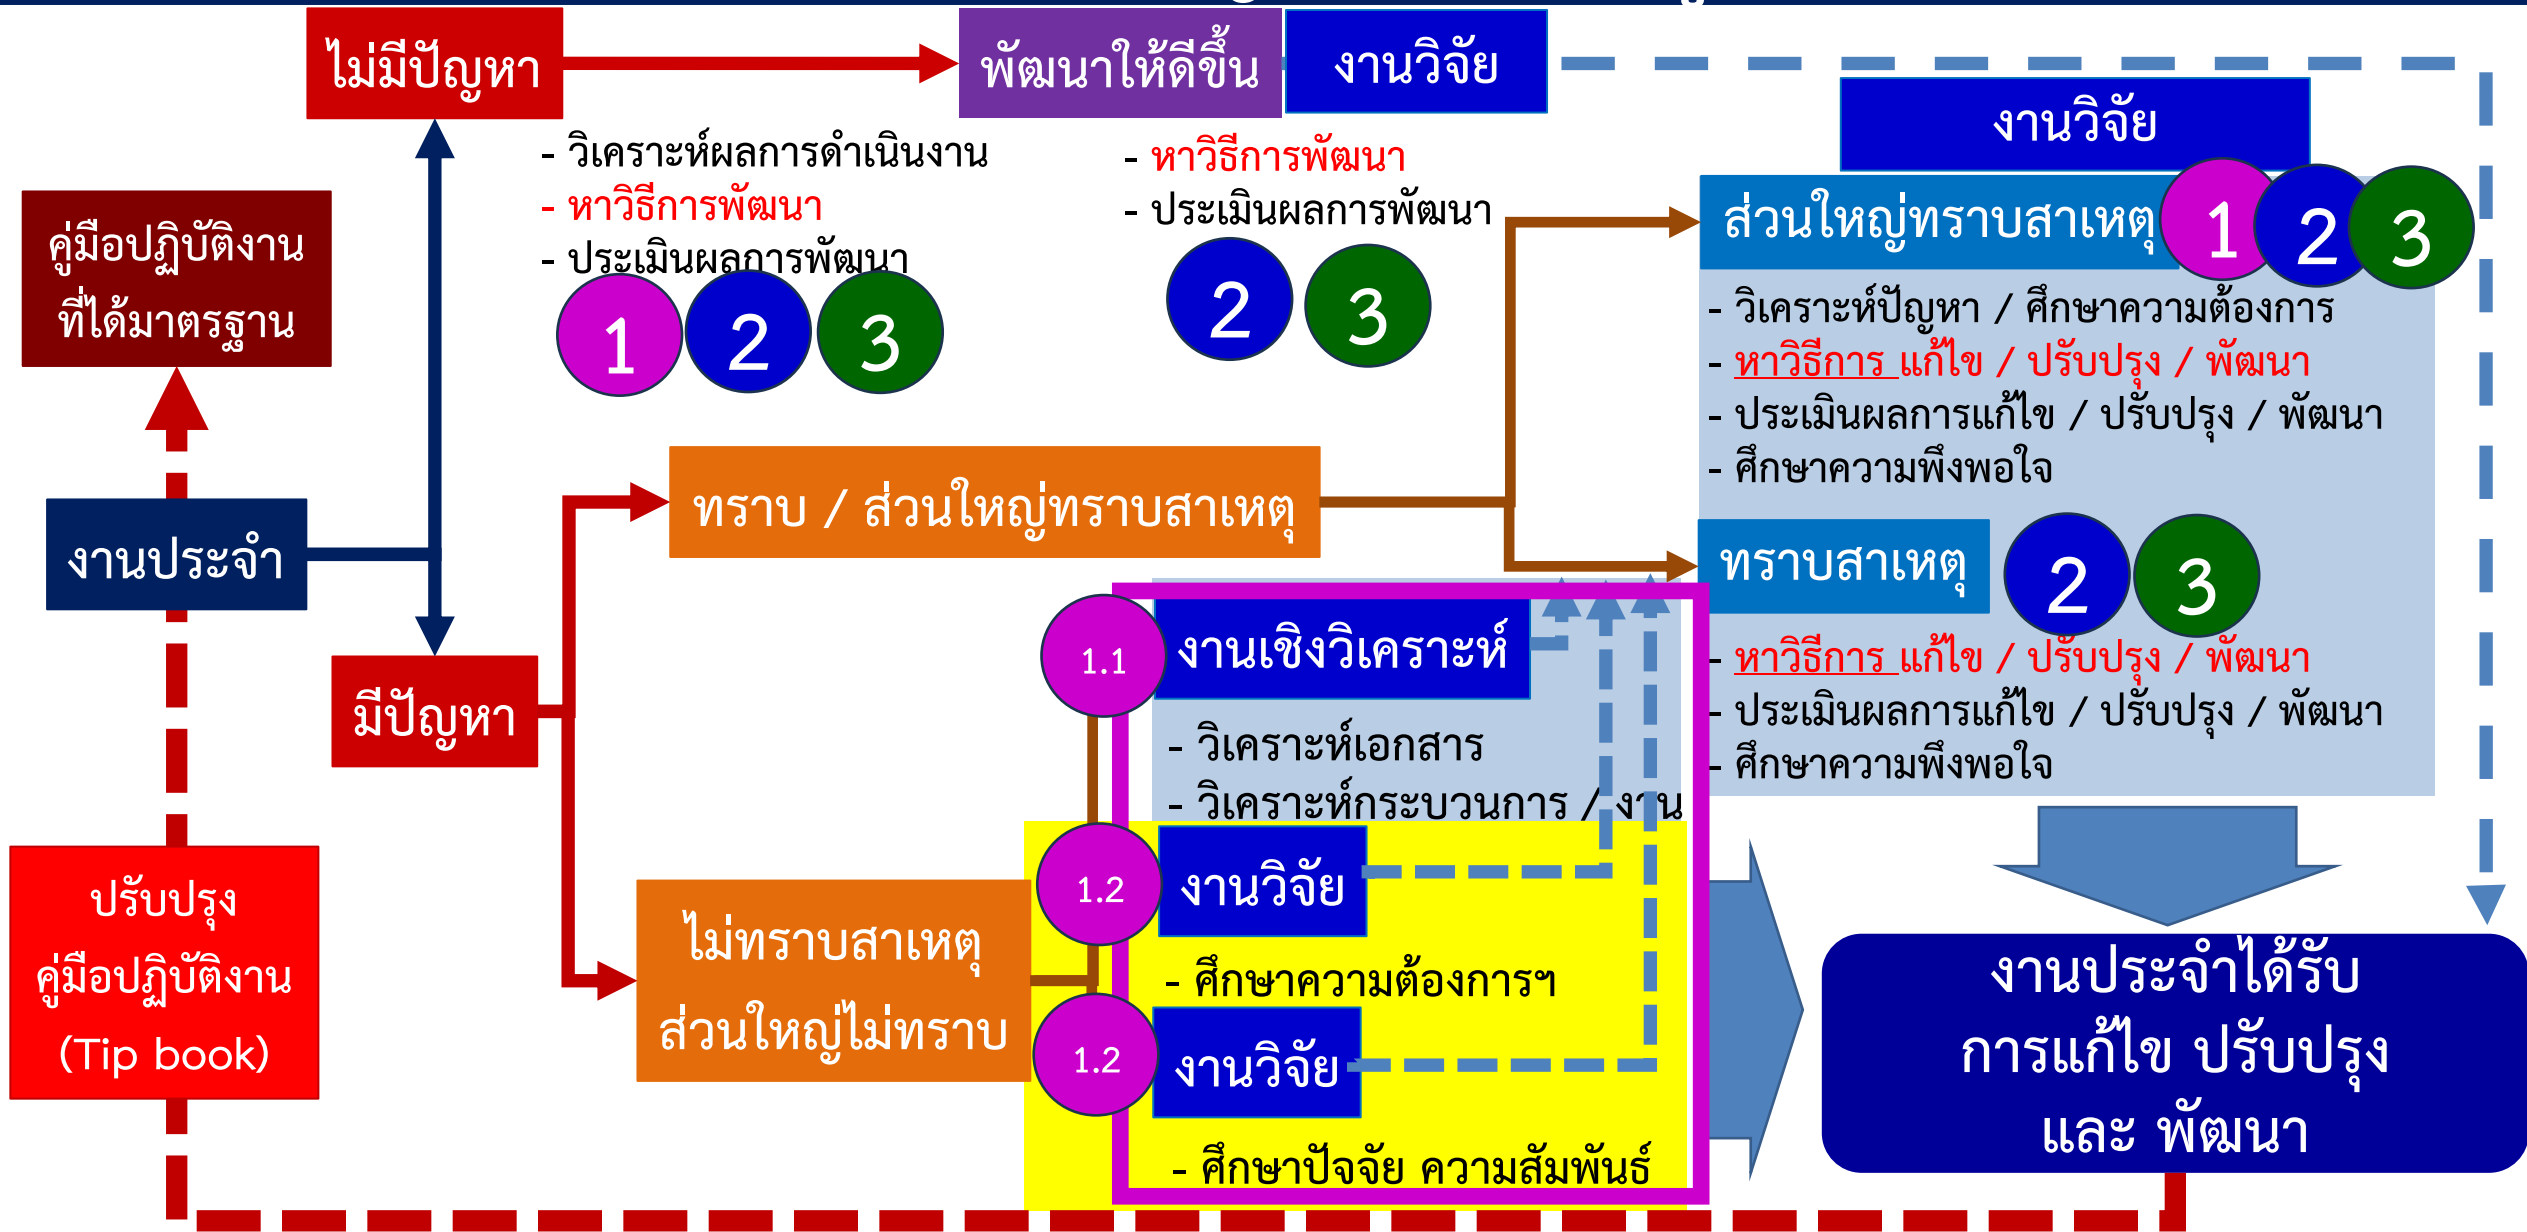 ไม่มีปัญหา
พัฒนาให้ดีขึ้น
งานวิจัย
- วิเคราะห์ผลการดำเนินงาน
- หาวิธีการพัฒนา
- ประเมินผลการพัฒนา
1 2 3
- หาวิธีการพัฒนา
- ประเมินผลการพัฒนา
2 3
งานวิจัย
ส่วนใหญ่ทราบสาเหตุ
1 2 3
- วิเคราะห์ปัญหา / ศึกษาความต้องการ
- หาวิธีการ แก้ไข / ปรับปรุง / พัฒนา
- ประเมินผลการแก้ไข / ปรับปรุง / พัฒนา
- ศึกษาความพึงพอใจ
คู่มือปฏิบัติงาน
ที่ได้มาตรฐาน
งานประจำ
ทราบ / ส่วนใหญ่ทราบสาเหตุ
ทราบสาเหตุ
2 3
- หาวิธีการ แก้ไข / ปรับปรุง / พัฒนา
- ประเมินผลการแก้ไข / ปรับปรุง / พัฒนา
- ศึกษาความพึงพอใจ
มีปัญหา
1.1
งานเชิงวิเคราะห์
- วิเคราะห์เอกสาร
- วิเคราะห์กระบวนการ / งาน
ปรับปรุง
คู่มือปฏิบัติงาน
(Tip book)
ไม่ทราบสาเหตุ
ส่วนใหญ่ไม่ทราบ
1.2
งานวิจัย
- ศึกษาความต้องการฯ
1.2
งานวิจัย
- ศึกษาปัจจัย ความสัมพันธ์
งานประจำได้รับ
การแก้ไข ปรับปรุง
และ พัฒนา